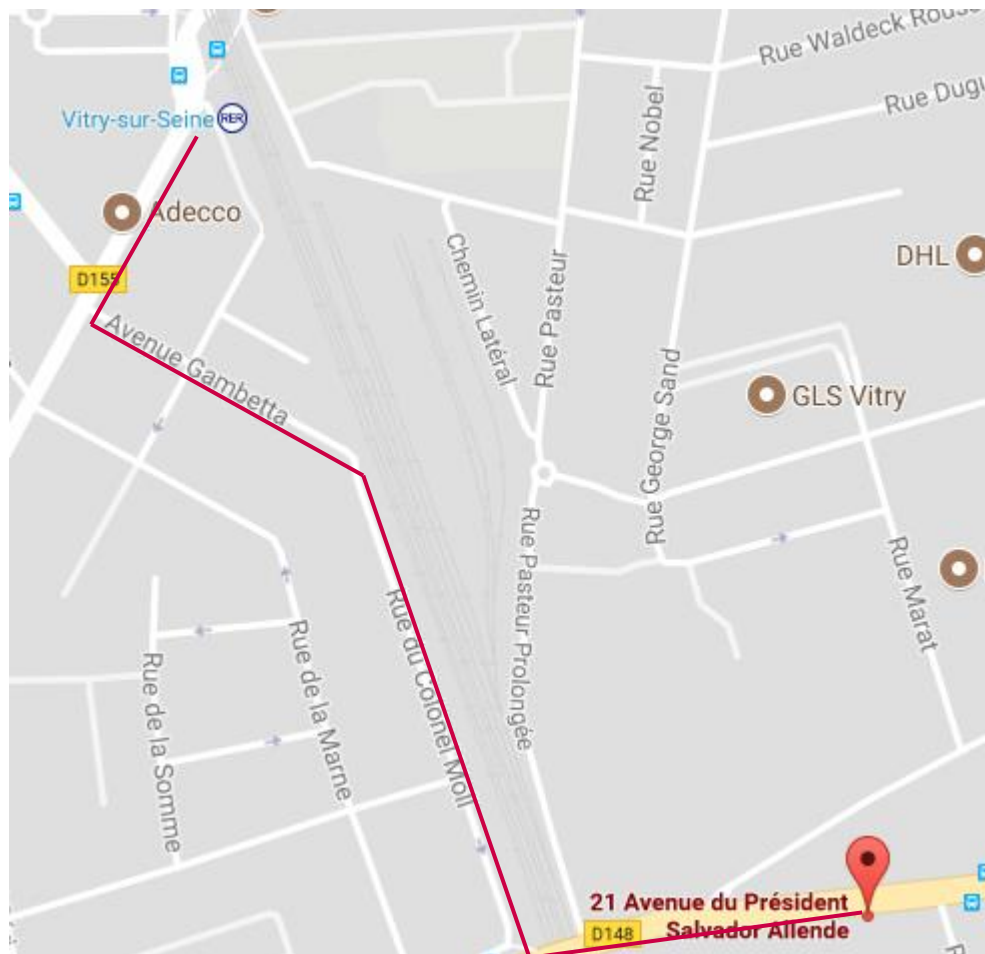 Rue Waldeck Rouss
Rue Dugu
Vitry-sur-Seine RER
Rue Nobel
Adecco
DHL
D155
Chemin Latéral
Rue Pasteur
Avenue Gambetta
Rue George Sand
GLS Vitry
Rue Pasteur Prolongée
Rue Marat
Rue du Colonel Moll
Rue de la Marne
Rue de la Somme
21 Avenue du Président
Salvador Allende
D148